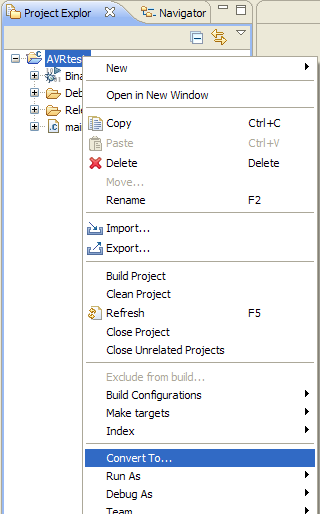 Project Explor
Navigator
AVRtes
New
Bina
Open in New Window
Deb
Rele
Copy Ctrl+C
mai
Paste Ctrl+V
Delete Delete
Move...
Rename F2
Import...
Export...
Build Project
Clean Project
Refresh F5
Close Project
Close Unrelated Projects
Exclude from build...
Build Configurations
Make targets
Index
Convert To...
Run As
Debug As
Team